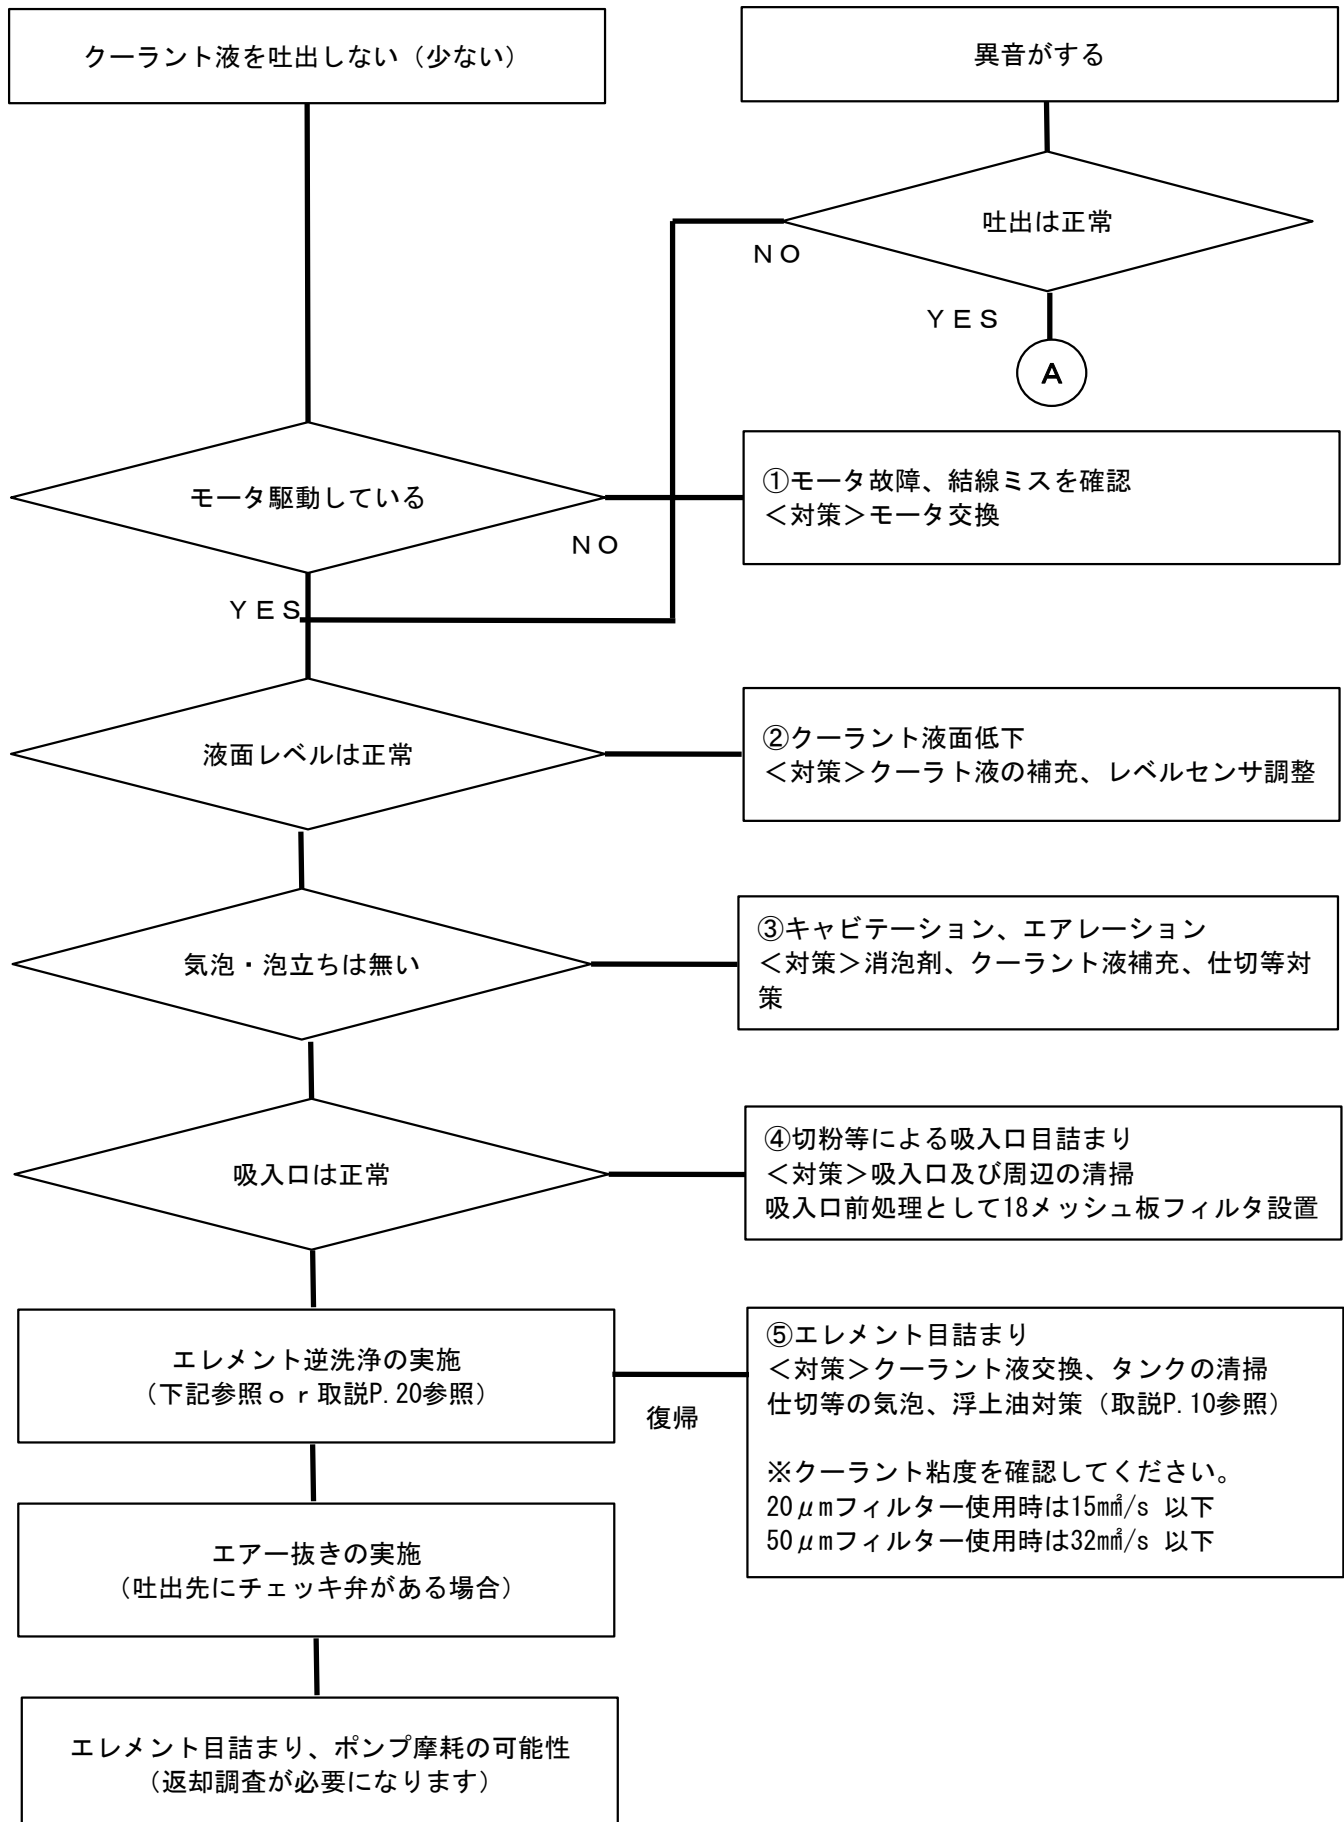 クーラント液を吐出しない（少ない）
異音がする
吐出は正常
ＮＯ
ＹＥＳ
Ａ
モータ駆動している
ＮＯ
ＹＥＳ
①モータ故障、結線ミスを確認
＜対策＞モータ交換
液面レベルは正常
②クーラント液面低下
＜対策＞クーラト液の補充、レベルセンサ調整
気泡・泡立ちは無い
③キャビテーション、エアレーション
＜対策＞消泡剤、クーラント液補充、仕切等対
策
吸入口は正常
④切粉等による吸入口目詰まり
＜対策＞吸入口及び周辺の清掃
吸入口前処理として18メッシュ板フィルタ設置
エレメント逆洗浄の実施
（下記参照ｏｒ取説P.20参照）
復帰
⑤エレメント目詰まり
＜対策＞クーラント液交換、タンクの清掃
仕切等の気泡、浮上油対策（取説P.10参照）
※クーラント粘度を確認してください。
20μmフィルター使用時は15mm²/s 以下
50μmフィルター使用時は32mm²/s 以下
エアー抜きの実施
（吐出先にチェッキ弁がある場合）
エレメント目詰まり、ポンプ摩耗の可能性
（返却調査が必要になります）